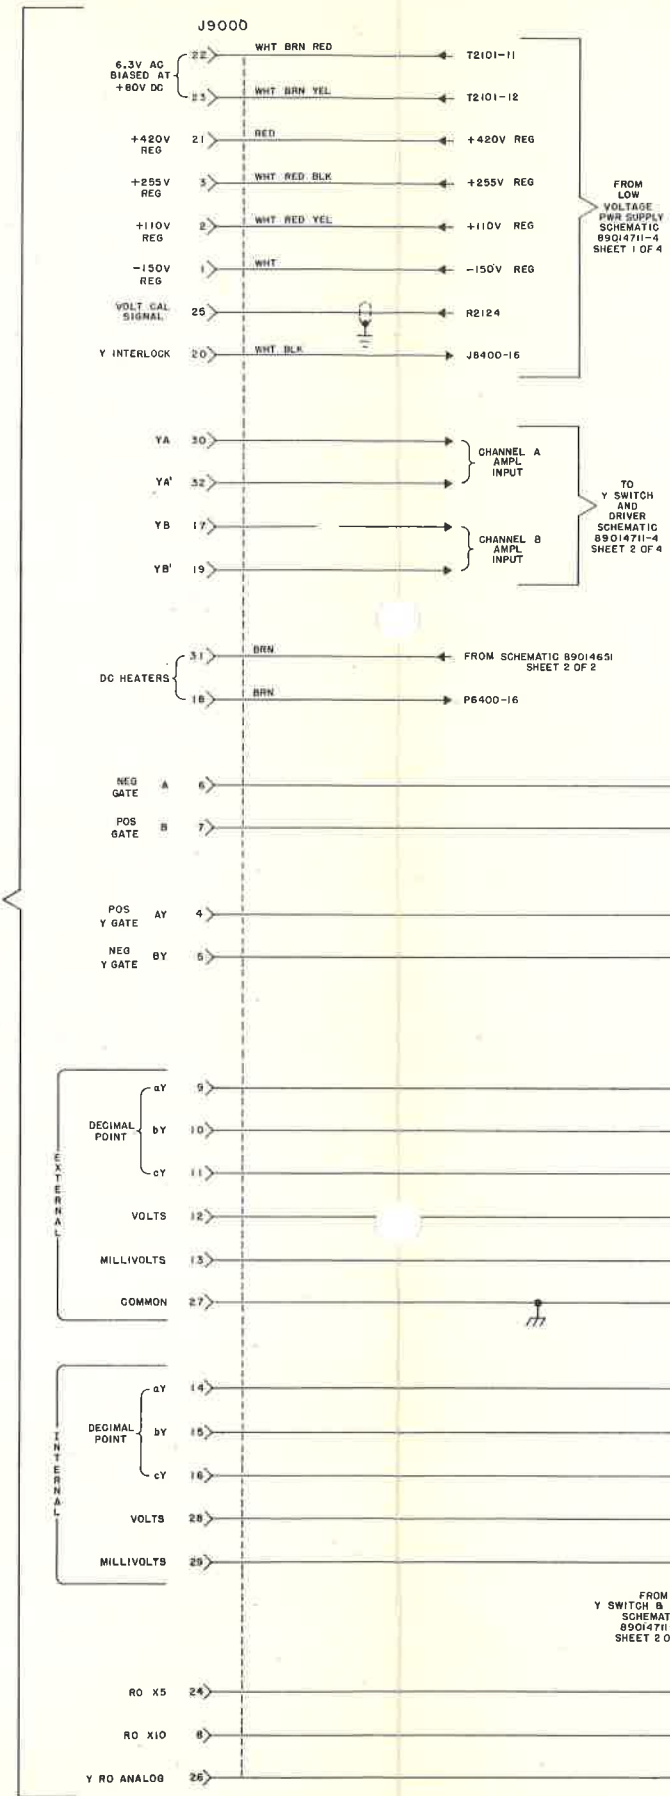 J9000
6.3V AC
BIASED AT
+80V DC
22 WHT BRN RED T2101-11
23 WHT BRN YEL T2101-12
+420V
REG
21 RED +420V REG
+255V
REG
3 WHT RED BLK +255V REG
+110V
REG
2 WHT RED YEL +110V REG
-150V
REG
1 WHT -150V REG
VOLT CAL
SIGNAL
25 R2124
Y INTERLOCK 20 WHT BLK J8400-16
FROM
LOW
VOLTAGE
PWR SUPPLY
SCHEMATIC
89014711-4
SHEET 1 OF 4
YA 30
YA' 32
CHANNEL A
AMPL
INPUT
YB 17
YB' 19
CHANNEL B
AMPL
INPUT
TO
Y SWITCH
AND
DRIVER
SCHEMATIC
89014711-4
SHEET 2 OF 4
DC HEATERS
31 BRN FROM SCHEMATIC 89014651
SHEET 2 OF 2
18 BRN P6400-16
NEG
GATE
A 6
POS
GATE
B 7
POS
Y GATE
AY 4
NEG
Y GATE
BY 5
EXTERNAL
DECIMAL
POINT
aY 9
bY 10
cY 11
VOLTS 12
MILLIVOLTS 13
COMMON 27
INTERNAL
DECIMAL
POINT
aY 14
bY 15
cY 16
VOLTS 28
MILLIVOLTS 29
FROM
Y SWITCH &
SCHEMAT
89014711
SHEET 2 O
RO X5 24
RO X10 8
Y RO ANALOG 26